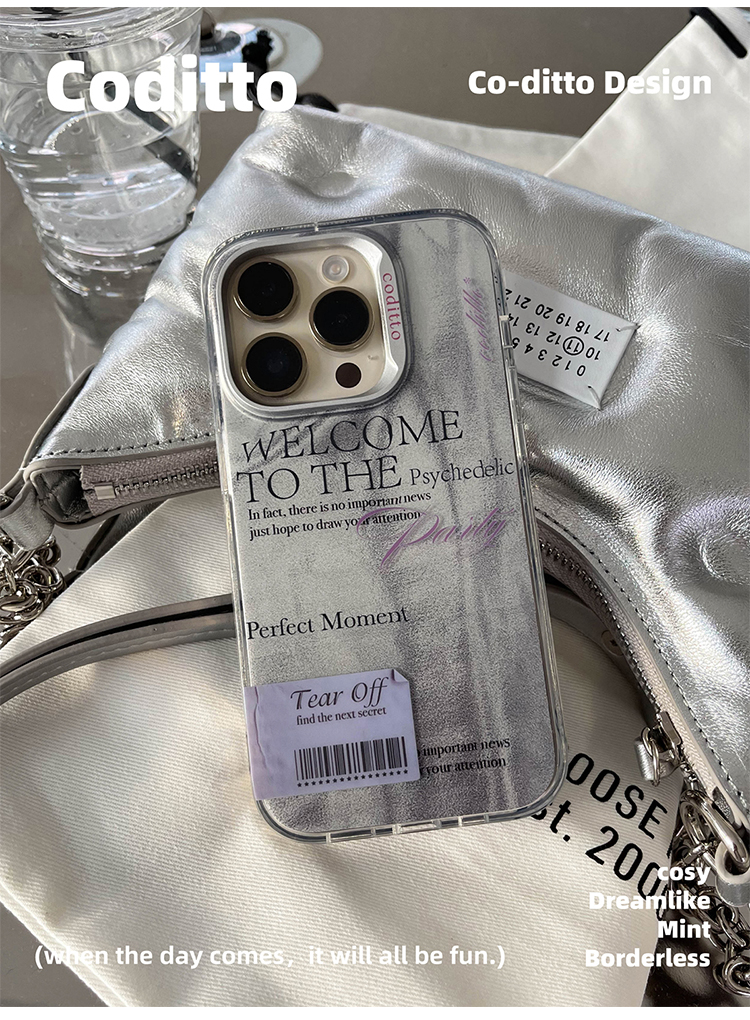 Coditto
Co-ditto Design
0 1 2 3 4 5
10 11 12 13 14
17 18 19 20 21 2
coditto
WELCOME
TO THE Psychedelic
In fact, there is no important news
just hope to draw your attention
Perfect Moment
Tear Off
find the next secret
important news
your attention
OOSE
st. 200
cosy
Dreamlike
Mint
Borderless
(when the day comes, it will all be fun.)